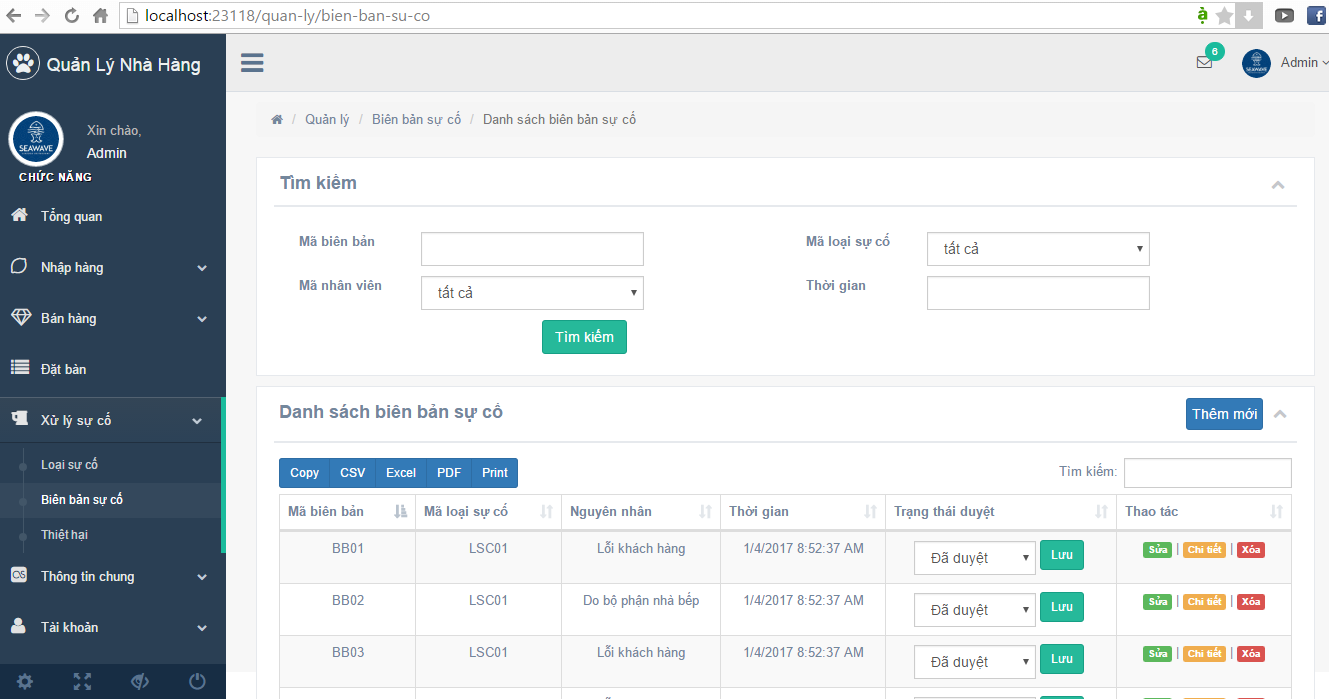 localhost:23118/quan-ly/bien-ban-su-co
Quản Lý Nhà Hàng
6
Admin
SEAWAVE
Xin chào,
Admin
CHỨC NĂNG
Tổng quan
Nhập hàng
Bán hàng
Đặt bàn
Xử lý sự cố
Loại sự cố
Biên bản sự cố
Thiệt hại
Thông tin chung
Tài khoản
/ Quản lý / Biên bản sự cố / Danh sách biên bản sự cố
Tìm kiếm
Mã biên bản
Mã loại sự cố tất cả
Mã nhân viên tất cả
Thời gian
Tìm kiếm
Danh sách biên bản sự cố
Thêm mới
Copy CSV Excel PDF Print
Tìm kiếm:
Mã biên bản Mã loại sự cố Nguyên nhân Thời gian Trạng thái duyệt Thao tác
BB01 LSC01 Lỗi khách hàng 1/4/2017 8:52:37 AM Đã duyệt Lưu Sửa | Chi tiết | Xóa
BB02 LSC01 Do bộ phận nhà bếp 1/4/2017 8:52:37 AM Đã duyệt Lưu Sửa | Chi tiết | Xóa
BB03 LSC01 Lỗi khách hàng 1/4/2017 8:52:37 AM Đã duyệt Lưu Sửa | Chi tiết | Xóa